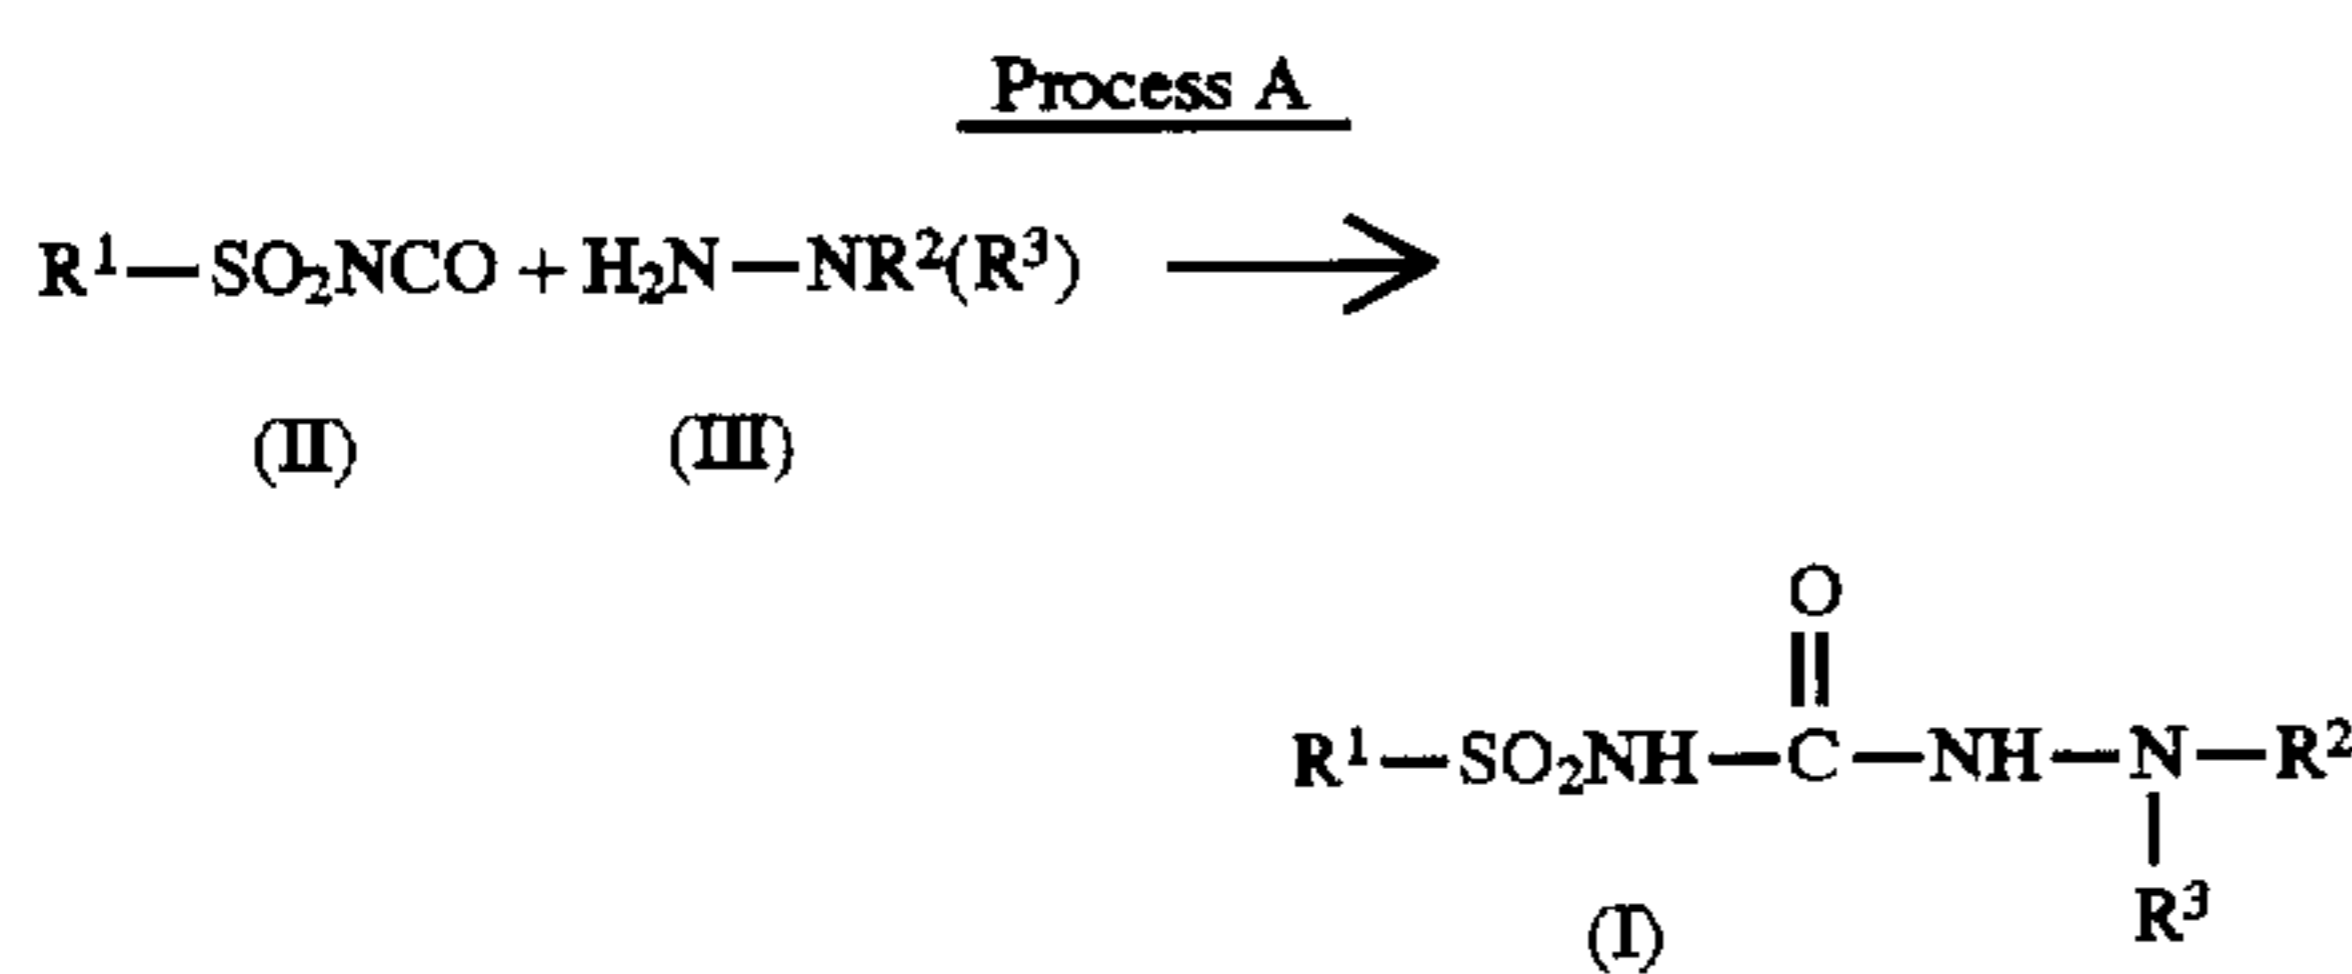 Process A
R¹—SO₂NCO + H₂N—NR²(R³) →
(II) (III)
O
||
R¹—SO₂NH—C—NH—N—R²
|
R³
(I)